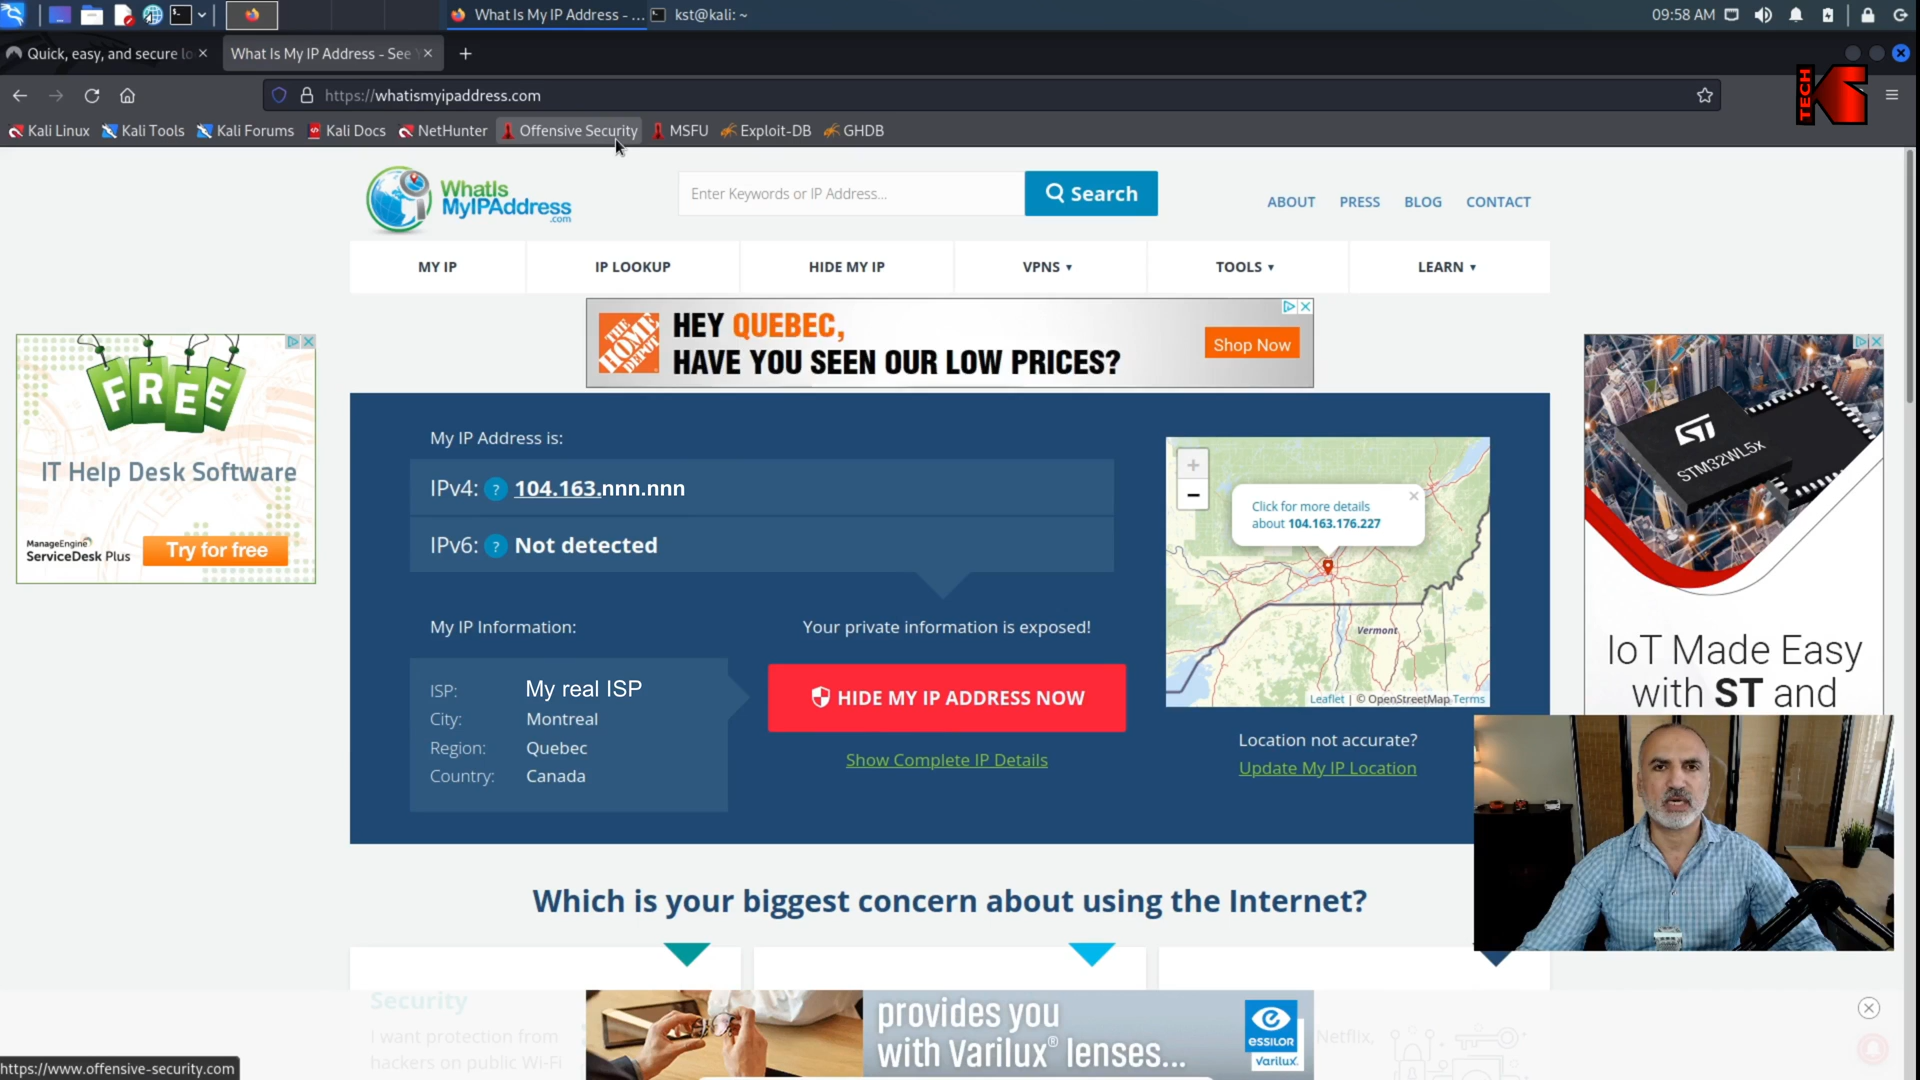 What Is My IP Address - ...
kst@kali: ~
09:58 AM
Quick, easy, and secure lo
What Is My IP Address - See
https://whatismyipaddress.com
TECH
Kali Linux
Kali Tools
Kali Forums
Kali Docs
NetHunter
Offensive Security
MSFU
Exploit-DB
GHDB
WhatIs
MyIPAddress
.com
Enter Keywords or IP Address...
Search
ABOUT
PRESS
BLOG
CONTACT
MY IP
IP LOOKUP
HIDE MY IP
VPNS
TOOLS
LEARN
THE HOME DEPOT
HEY QUEBEC,
HAVE YOU SEEN OUR LOW PRICES?
Shop Now
FREE
IT Help Desk Software
ManageEngine
ServiceDesk Plus
Try for free
My IP Address is:
IPv4: ? 104.163.nnn.nnn
IPv6: ? Not detected
My IP Information:
ISP: My real ISP
City: Montreal
Region: Quebec
Country: Canada
Your private information is exposed!
HIDE MY IP ADDRESS NOW
Show Complete IP Details
+
−
Click for more details
about 104.163.176.227
Vermont
Leaflet | © OpenStreetMap Terms
Location not accurate?
Update My IP Location
ST
STM32WL5x
IoT Made Easy
with ST and
Which is your biggest concern about using the Internet?
Security
I want protection from
hackers on public Wi-Fi
provides you
with Varilux® lenses...
essilor
varilux.
Netflix,
https://www.offensive-security.com